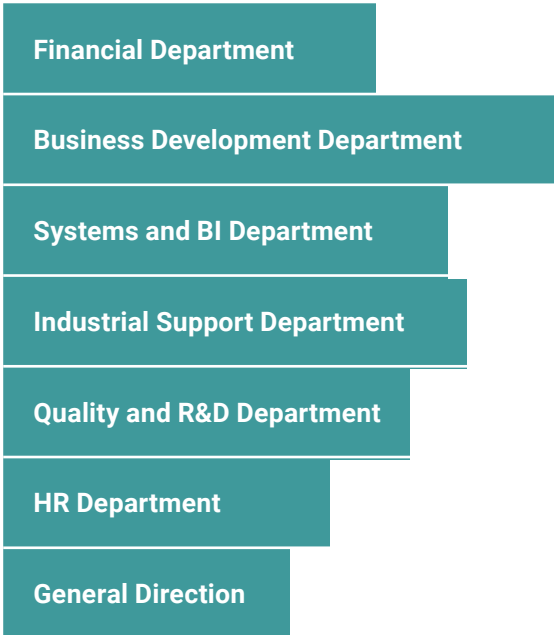 Financial Department
Business Development Department
Systems and BI Department
Industrial Support Department
Quality and R&D Department
HR Department
General Direction